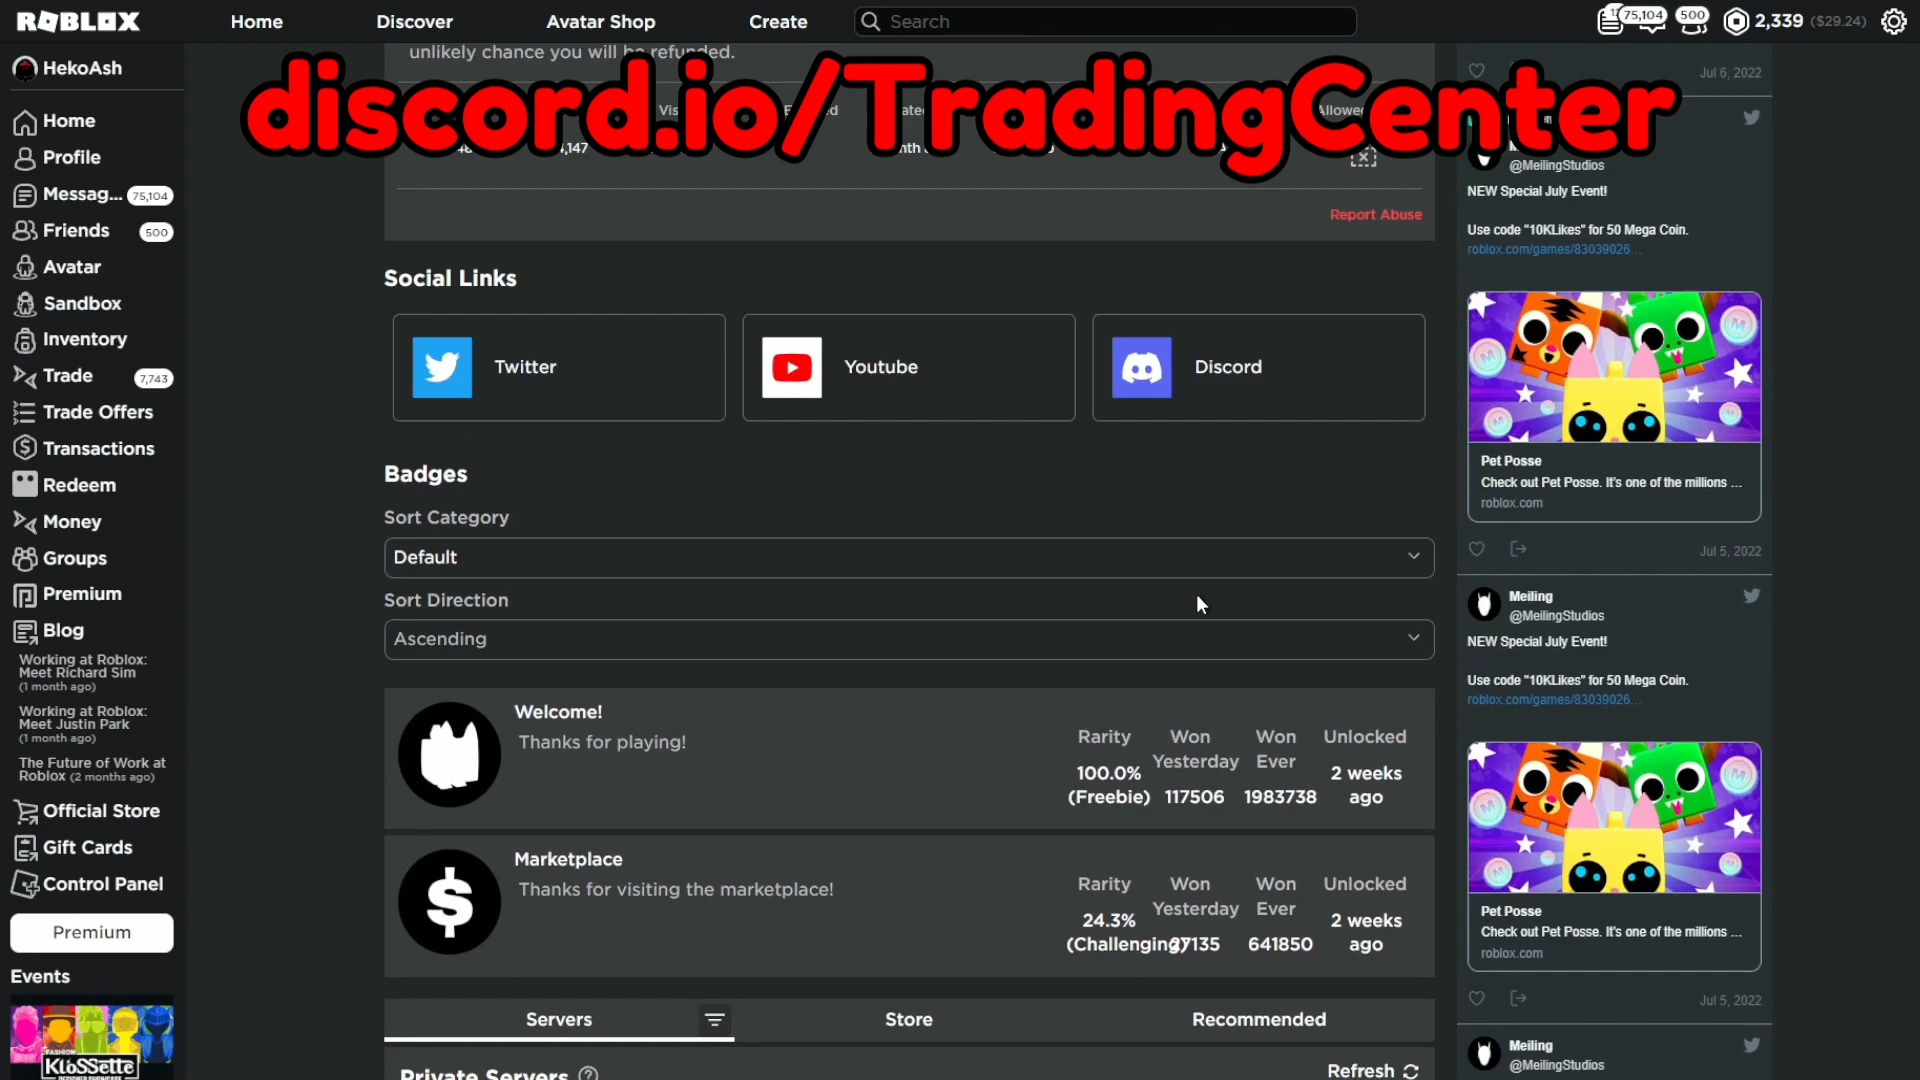 ROBLOX
Home
Discover
Avatar Shop
Create
Search
75,104
500
2,339 ($29.24)
HekoAsh
unlikely chance you will be refunded.
discord.io/TradingCenter
Home
Profile
Messag... 75,104
Friends 500
Avatar
Sandbox
Inventory
Trade 7,743
Trade Offers
Transactions
Redeem
Money
Groups
Premium
Blog
Working at Roblox:
Meet Richard Sim
(1 month ago)
Working at Roblox:
Meet Justin Park
(1 month ago)
The Future of Work at
Roblox (2 months ago)
Official Store
Gift Cards
Control Panel
Premium
Events
FASHION
KLOSSETTE
DESIGNER SHOWCASE
Report Abuse
Social Links
Twitter
Youtube
Discord
Badges
Sort Category
Default
Sort Direction
Ascending
Welcome!
Thanks for playing!
Rarity
100.0%
(Freebie)
Won
Yesterday
117506
Won
Ever
1983738
Unlocked
2 weeks
ago
Marketplace
Thanks for visiting the marketplace!
Rarity
24.3%
(Challenging)
Won
Yesterday
27135
Won
Ever
641850
Unlocked
2 weeks
ago
Servers
Store
Recommended
Private Servers
Refresh
Jul 6, 2022
@MeilingStudios
NEW Special July Event!
Use code "10KLikes" for 50 Mega Coin.
roblox.com/games/83039026...
Pet Posse
Check out Pet Posse. It's one of the millions ...
roblox.com
Jul 5, 2022
Meiling
@MeilingStudios
NEW Special July Event!
Use code "10KLikes" for 50 Mega Coin.
roblox.com/games/83039026...
Pet Posse
Check out Pet Posse. It's one of the millions ...
roblox.com
Jul 5, 2022
Meiling
@MeilingStudios